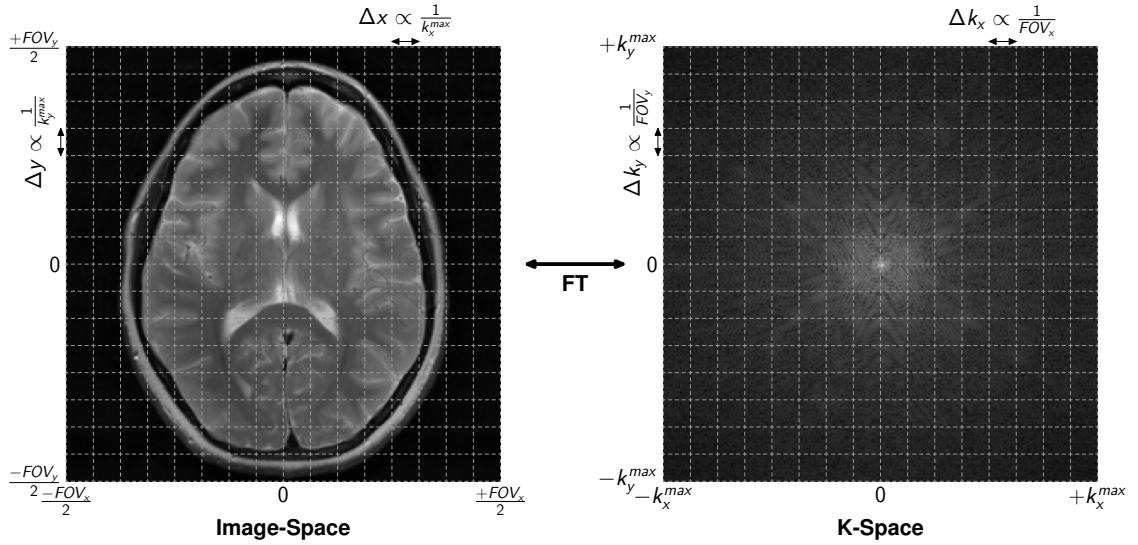 Δx ∝ 1/k_x^max
Δk_x ∝ 1/FOV_x
+FOV_y/2
+k_y^max
Δy ∝ 1/k_y^max
Δk_y ∝ 1/FOV_y
0
FT
0
-FOV_y/2
-k_y^max
-FOV_x/2
0
+FOV_x/2
-k_x^max
0
+k_x^max
Image-Space
K-Space